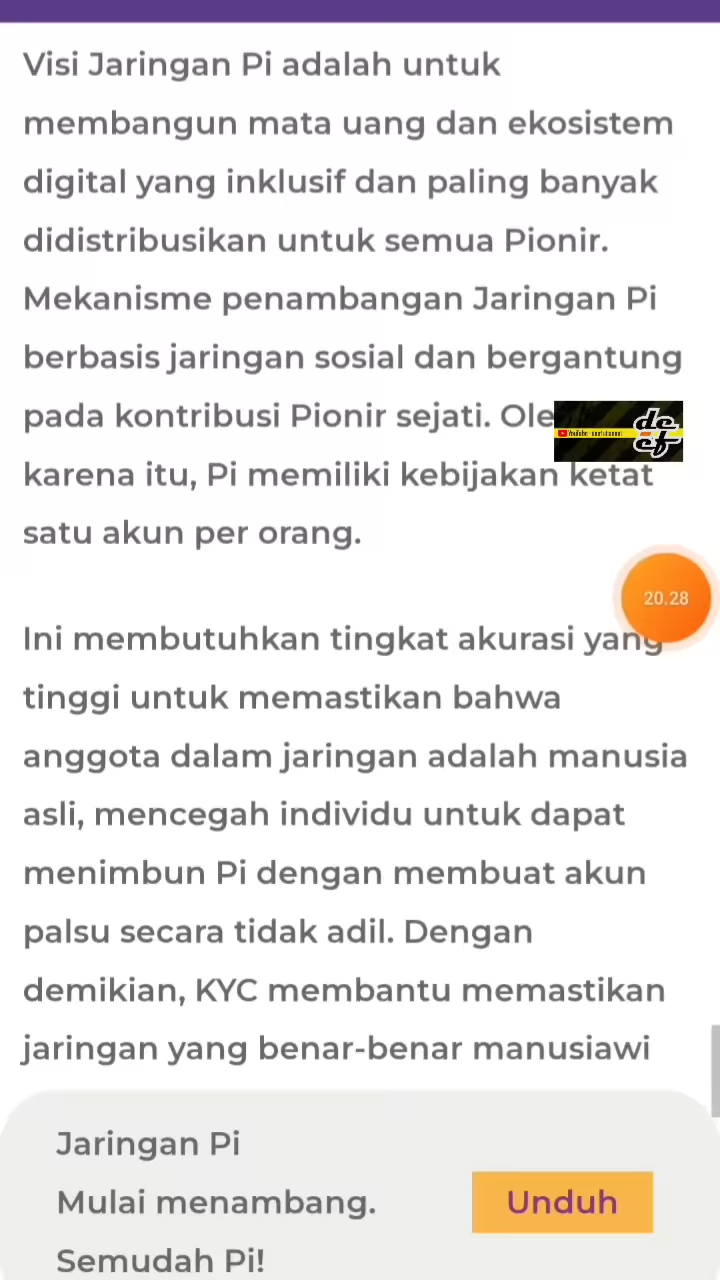 Visi Jaringan Pi adalah untuk
membangun mata uang dan ekosistem
digital yang inklusif dan paling banyak
didistribusikan untuk semua Pionir.
Mekanisme penambangan Jaringan Pi
berbasis jaringan sosial dan bergantung
pada kontribusi Pionir sejati. Ole
YouTube
de
ef
karena itu, Pi memiliki kebijakan ketat
satu akun per orang.
20.28
Ini membutuhkan tingkat akurasi yang
tinggi untuk memastikan bahwa
anggota dalam jaringan adalah manusia
asli, mencegah individu untuk dapat
menimbun Pi dengan membuat akun
palsu secara tidak adil. Dengan
demikian, KYC membantu memastikan
jaringan yang benar-benar manusiawi
Jaringan Pi
Mulai menambang.
Semudah Pi!
Unduh